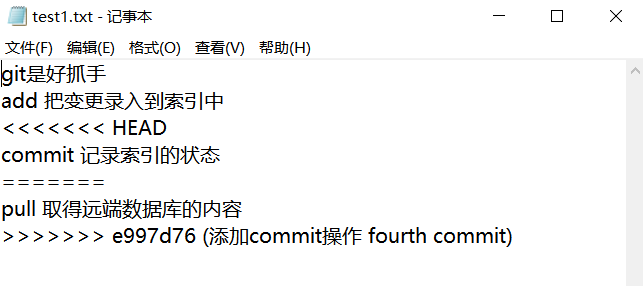 test1.txt - 记事本
文件(F) 编辑(E) 格式(O) 查看(V) 帮助(H)
git是好抓手
add 把变更录入到索引中
<<<<<<< HEAD
commit 记录索引的状态
=======
pull 取得远端数据库的内容
>>>>>>> e997d76 (添加commit操作 fourth commit)